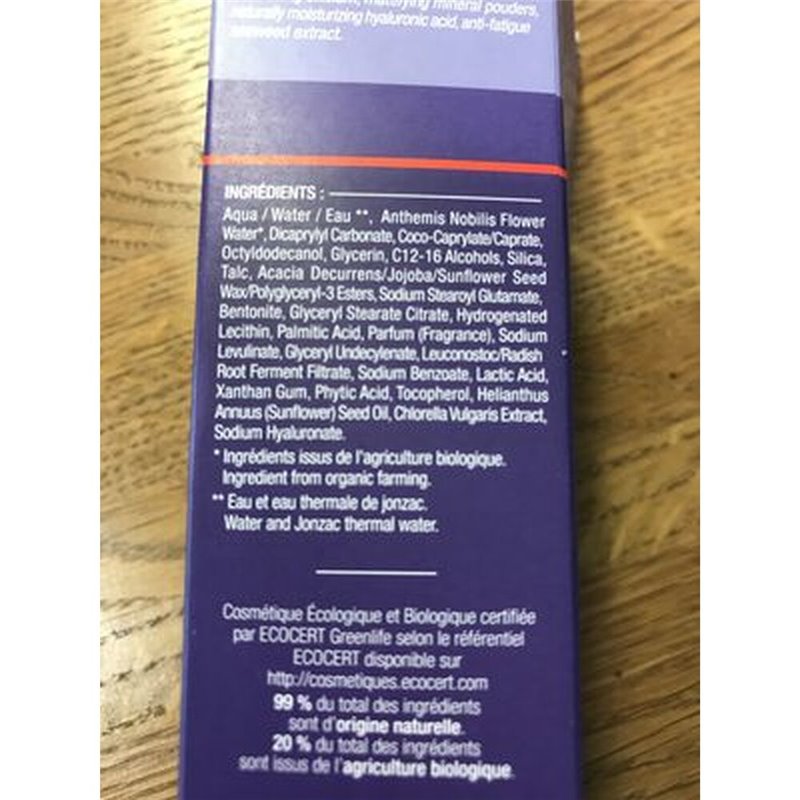 mattifying mineral powders,
naturally moisturizing hyaluronic acid, anti-fatigue
seaweed extract.
INGRÉDIENTS :
Aqua / Water / Eau **, Anthemis Nobilis Flower
Water*, Dicaprylyl Carbonate, Coco-Caprylate/Caprate,
Octyldodecanol, Glycerin, C12-16 Alcohols, Silica,
Talc, Acacia Decurrens/Jojoba/Sunflower Seed
Wax/Polyglyceryl-3 Esters, Sodium Stearoyl Glutamate,
Bentonite, Glyceryl Stearate Citrate, Hydrogenated
Lecithin, Palmitic Acid, Parfum (Fragrance), Sodium
Levulinate, Glyceryl Undecylenate, Leuconostoc/Radish
Root Ferment Filtrate, Sodium Benzoate, Lactic Acid,
Xanthan Gum, Phytic Acid, Tocopherol, Helianthus
Annuus (Sunflower) Seed Oil, Chlorella Vulgaris Extract,
Sodium Hyaluronate.
* Ingrédients issus de l'agriculture biologique.
Ingredient from organic farming.
** Eau et eau thermale de jonzac.
Water and Jonzac thermal water.
Cosmétique Écologique et Biologique certifiée
par ECOCERT Greenlife selon le référentiel
ECOCERT disponible sur
http://cosmetiques.ecocert.com
99 % du total des ingrédients
sont d'origine naturelle.
20 % du total des ingrédients
sont issus de l'agriculture biologique.